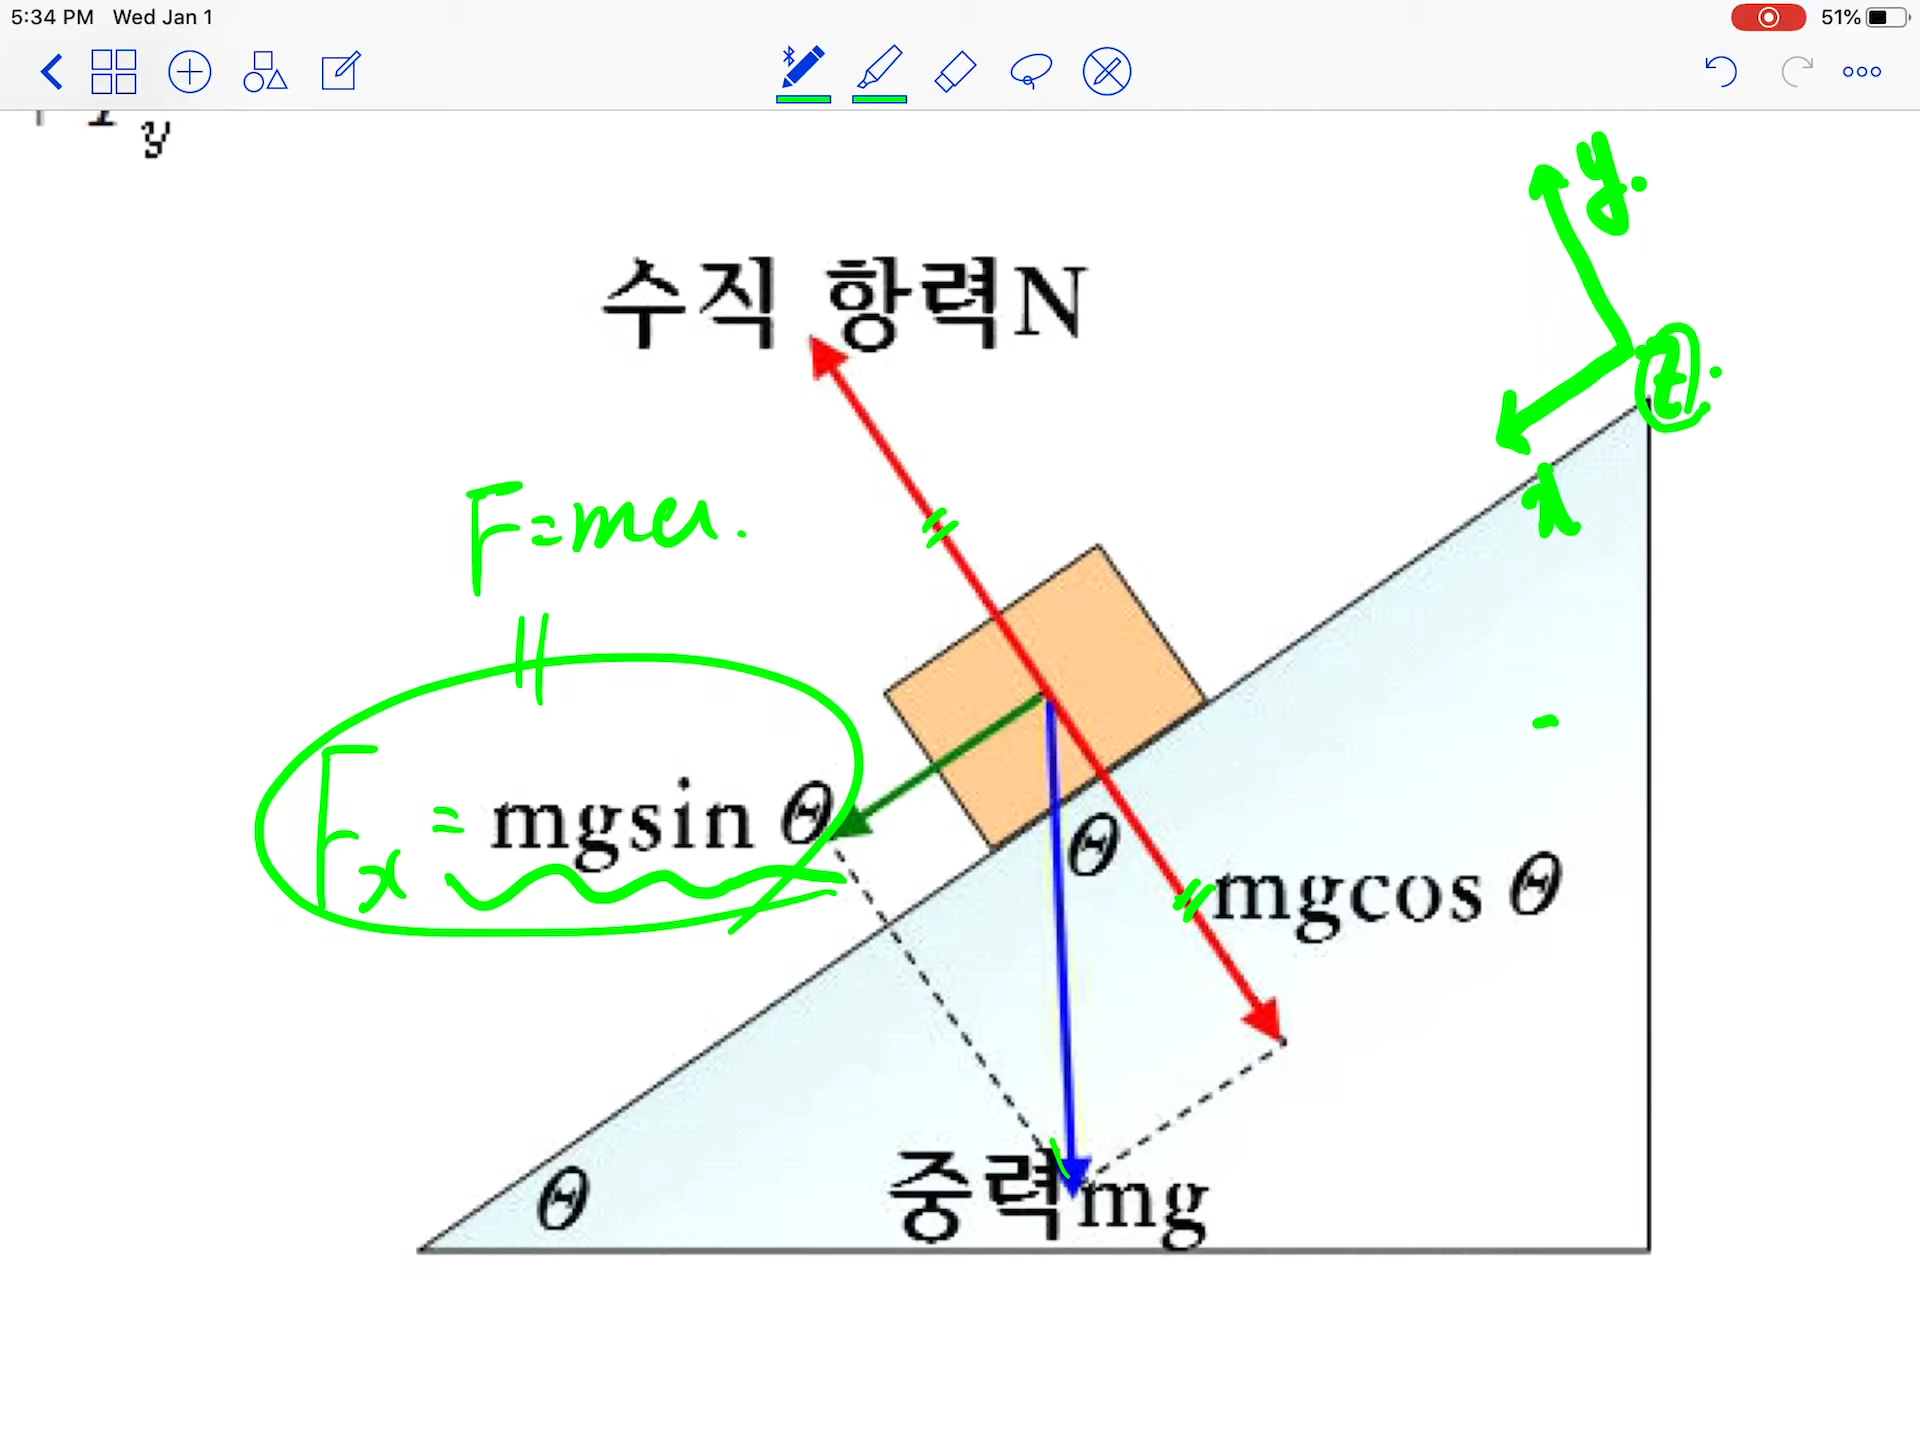 5:34 PM Wed Jan 1
51%
y
y.
수직 항력N
z.
x
F=ma.
Fx = mgsin θ
θ
mgcos θ
θ
중력mg